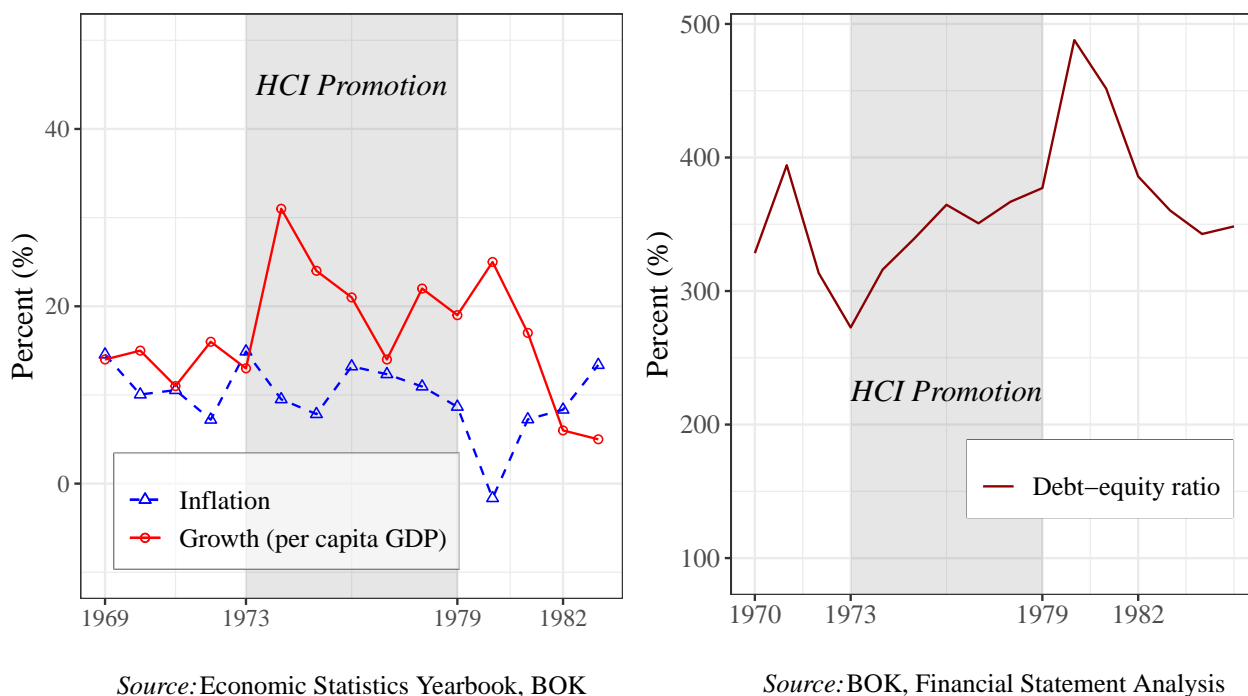 HCI Promotion
40
20
0
Percent (%)
Inflation
Growth (per capita GDP)
1969 1973 1979 1982
Source: Economic Statistics Yearbook, BOK
500
400
300
200
100
Percent (%)
HCI Promotion
Debt−equity ratio
1970 1973 1979 1982
Source: BOK, Financial Statement Analysis